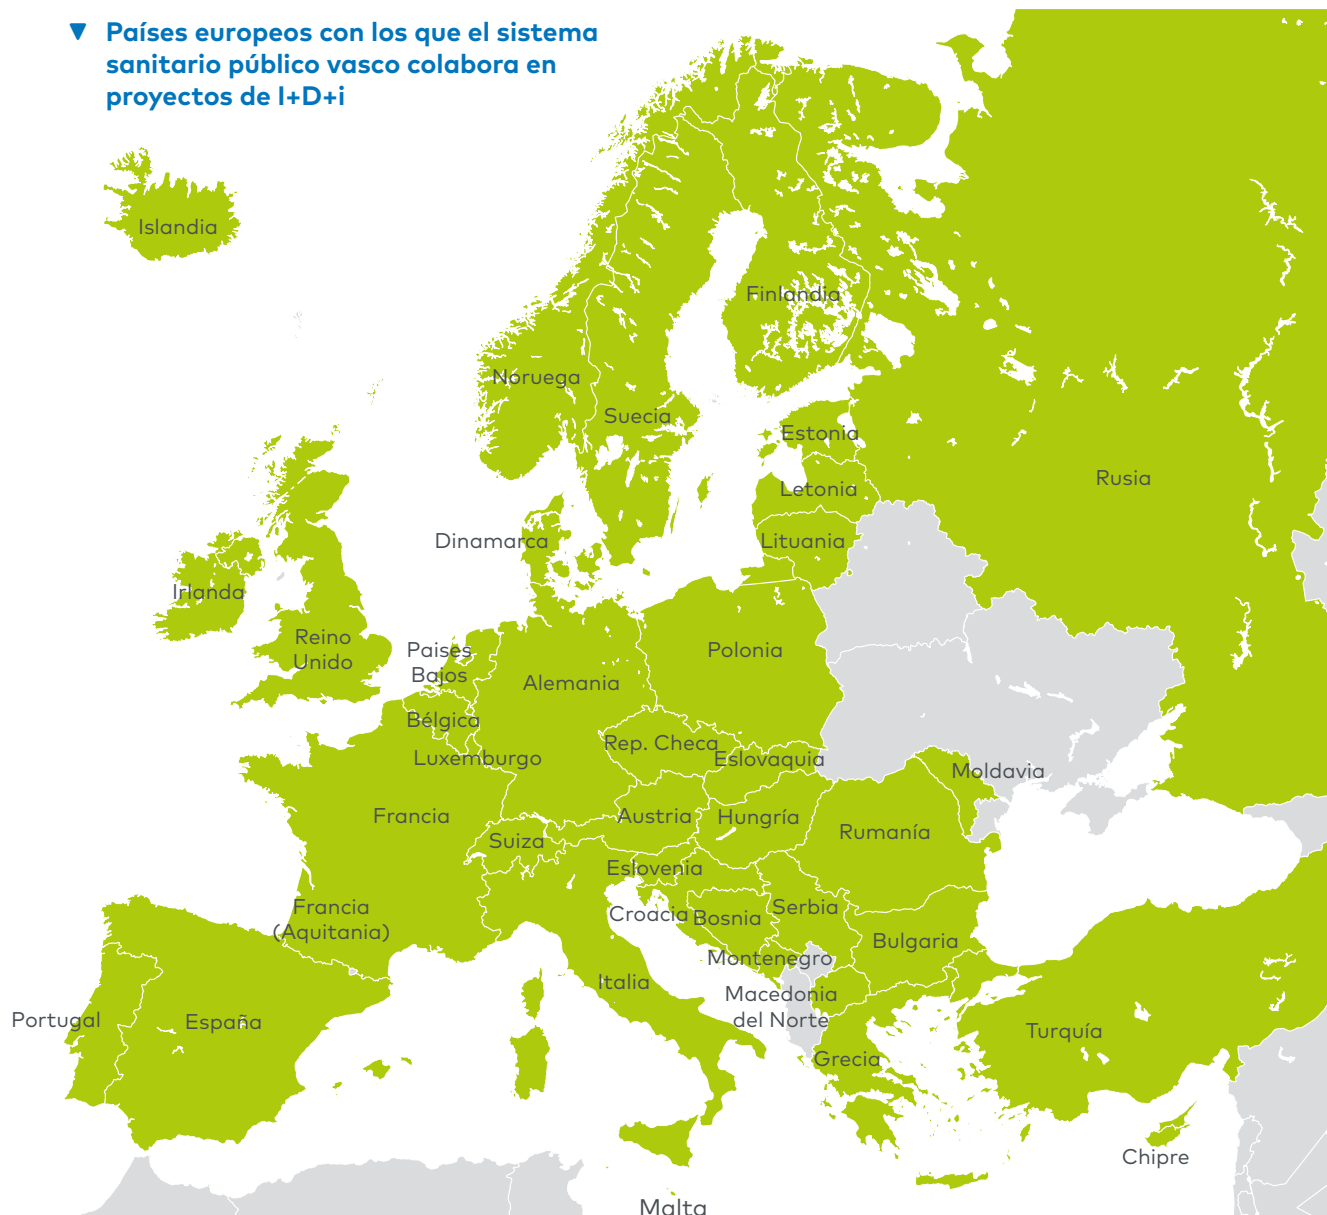 ▼ Países europeos con los que el sistema
sanitario público vasco colabora en
proyectos de I+D+i
Islandia
Finlandia
Noruega
Suecia
Estonia
Rusia
Letonia
Dinamarca
Lituania
Irlanda
Reino
Unido
Paises
Bajos
Polonia
Alemania
Bélgica
Rep. Checa
Luxemburgo
Eslovaquia
Moldavia
Francia
Austria
Hungría
Rumanía
Suiza
Eslovenia
Francia
(Aquitania)
Croacia
Bosnia
Serbia
Bulgaria
Montenegro
Italia
Macedonia
del Norte
Portugal
España
Turquía
Grecia
Chipre
Malta